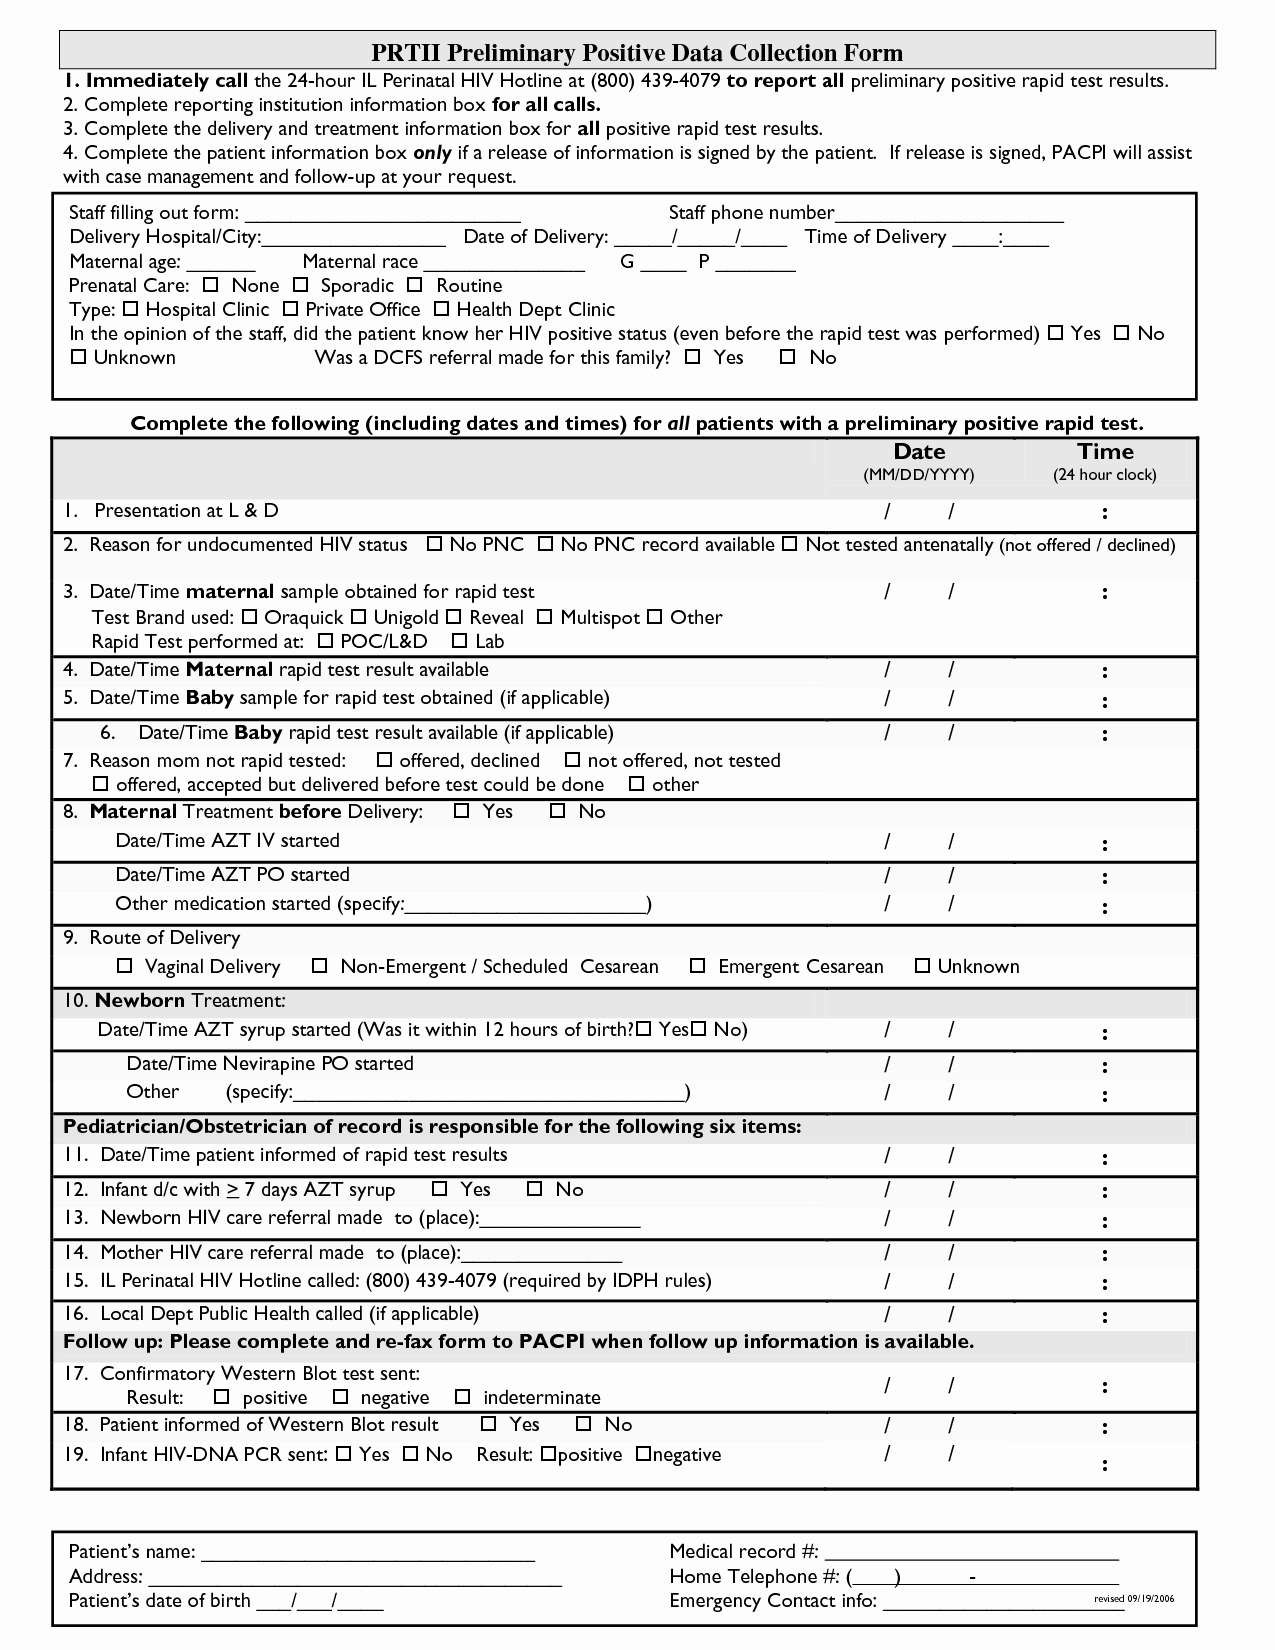 PRTII Preliminary Positive Data Collection Form
1. Immediately call the 24-hour IL Perinatal HIV Hotline at (800) 439-4079 to report all preliminary positive rapid test results.
2. Complete reporting institution information box for all calls.
3. Complete the delivery and treatment information box for all positive rapid test results.
4. Complete the patient information box only if a release of information is signed by the patient.  If release is signed, PACPI will assist
with case management and follow-up at your request.
Staff filling out form: ________________________ Staff phone number____________________
Delivery Hospital/City:________________ Date of Delivery: _____/_____/____ Time of Delivery ____:____
Maternal age: ______ Maternal race ______________ G ____ P _______
Prenatal Care: ☐ None ☐ Sporadic ☐ Routine
Type: ☐ Hospital Clinic ☐ Private Office ☐ Health Dept Clinic
In the opinion of the staff, did the patient know her HIV positive status (even before the rapid test was performed) ☐ Yes ☐ No
☐ Unknown Was a DCFS referral made for this family? ☐ Yes ☐ No
Complete the following (including dates and times) for all patients with a preliminary positive rapid test.
Date Time
(MM/DD/YYYY) (24 hour clock)
1. Presentation at L & D / / :
2. Reason for undocumented HIV status ☐ No PNC ☐ No PNC record available ☐ Not tested antenatally (not offered / declined)
3. Date/Time maternal sample obtained for rapid test / / :
Test Brand used: ☐ Oraquick ☐ Unigold ☐ Reveal ☐ Multispot ☐ Other
Rapid Test performed at: ☐ POC/L&D ☐ Lab
4. Date/Time Maternal rapid test result available / / :
5. Date/Time Baby sample for rapid test obtained (if applicable) / / :
6. Date/Time Baby rapid test result available (if applicable) / / :
7. Reason mom not rapid tested: ☐ offered, declined ☐ not offered, not tested
☐ offered, accepted but delivered before test could be done ☐ other
8. Maternal Treatment before Delivery: ☐ Yes ☐ No
Date/Time AZT IV started / / :
Date/Time AZT PO started / / :
Other medication started (specify:_____________________) / / :
9. Route of Delivery
☐ Vaginal Delivery ☐ Non-Emergent / Scheduled Cesarean ☐ Emergent Cesarean ☐ Unknown
10. Newborn Treatment:
Date/Time AZT syrup started (Was it within 12 hours of birth?☐ Yes☐ No) / / :
Date/Time Nevirapine PO started / / :
Other (specify:__________________________________) / / :
Pediatrician/Obstetrician of record is responsible for the following six items:
11. Date/Time patient informed of rapid test results / / :
12. Infant d/c with ≥ 7 days AZT syrup ☐ Yes ☐ No / / :
13. Newborn HIV care referral made to (place):______________ / / :
14. Mother HIV care referral made to (place):______________ / / :
15. IL Perinatal HIV Hotline called: (800) 439-4079 (required by IDPH rules) / / :
16. Local Dept Public Health called (if applicable) / / :
Follow up: Please complete and re-fax form to PACPI when follow up information is available.
17. Confirmatory Western Blot test sent: / / :
Result: ☐ positive ☐ negative ☐ indeterminate
18. Patient informed of Western Blot result ☐ Yes ☐ No / / :
19. Infant HIV-DNA PCR sent: ☐ Yes ☐ No Result: ☐positive ☐negative / / :
Patient's name: _____________________________ Medical record #: __________________________
Address: ____________________________________ Home Telephone #: (____)______-____________
Patient's date of birth ___/___/____ Emergency Contact info: _____________________ revised 09/19/2006